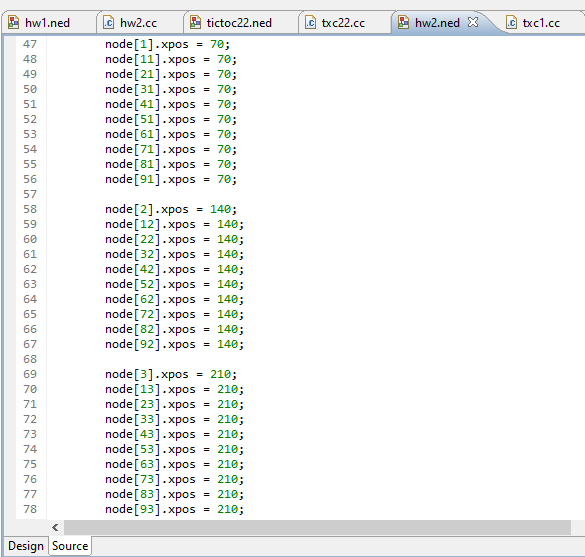 hw1.ned hw2.cc tictoc22.ned txc22.cc hw2.ned txc1.cc
47 node[1].xpos = 70;
48 node[11].xpos = 70;
49 node[21].xpos = 70;
50 node[31].xpos = 70;
51 node[41].xpos = 70;
52 node[51].xpos = 70;
53 node[61].xpos = 70;
54 node[71].xpos = 70;
55 node[81].xpos = 70;
56 node[91].xpos = 70;
57
58 node[2].xpos = 140;
59 node[12].xpos = 140;
60 node[22].xpos = 140;
61 node[32].xpos = 140;
62 node[42].xpos = 140;
63 node[52].xpos = 140;
64 node[62].xpos = 140;
65 node[72].xpos = 140;
66 node[82].xpos = 140;
67 node[92].xpos = 140;
68
69 node[3].xpos = 210;
70 node[13].xpos = 210;
71 node[23].xpos = 210;
72 node[33].xpos = 210;
73 node[43].xpos = 210;
74 node[53].xpos = 210;
75 node[63].xpos = 210;
76 node[73].xpos = 210;
77 node[83].xpos = 210;
78 node[93].xpos = 210;
Design Source